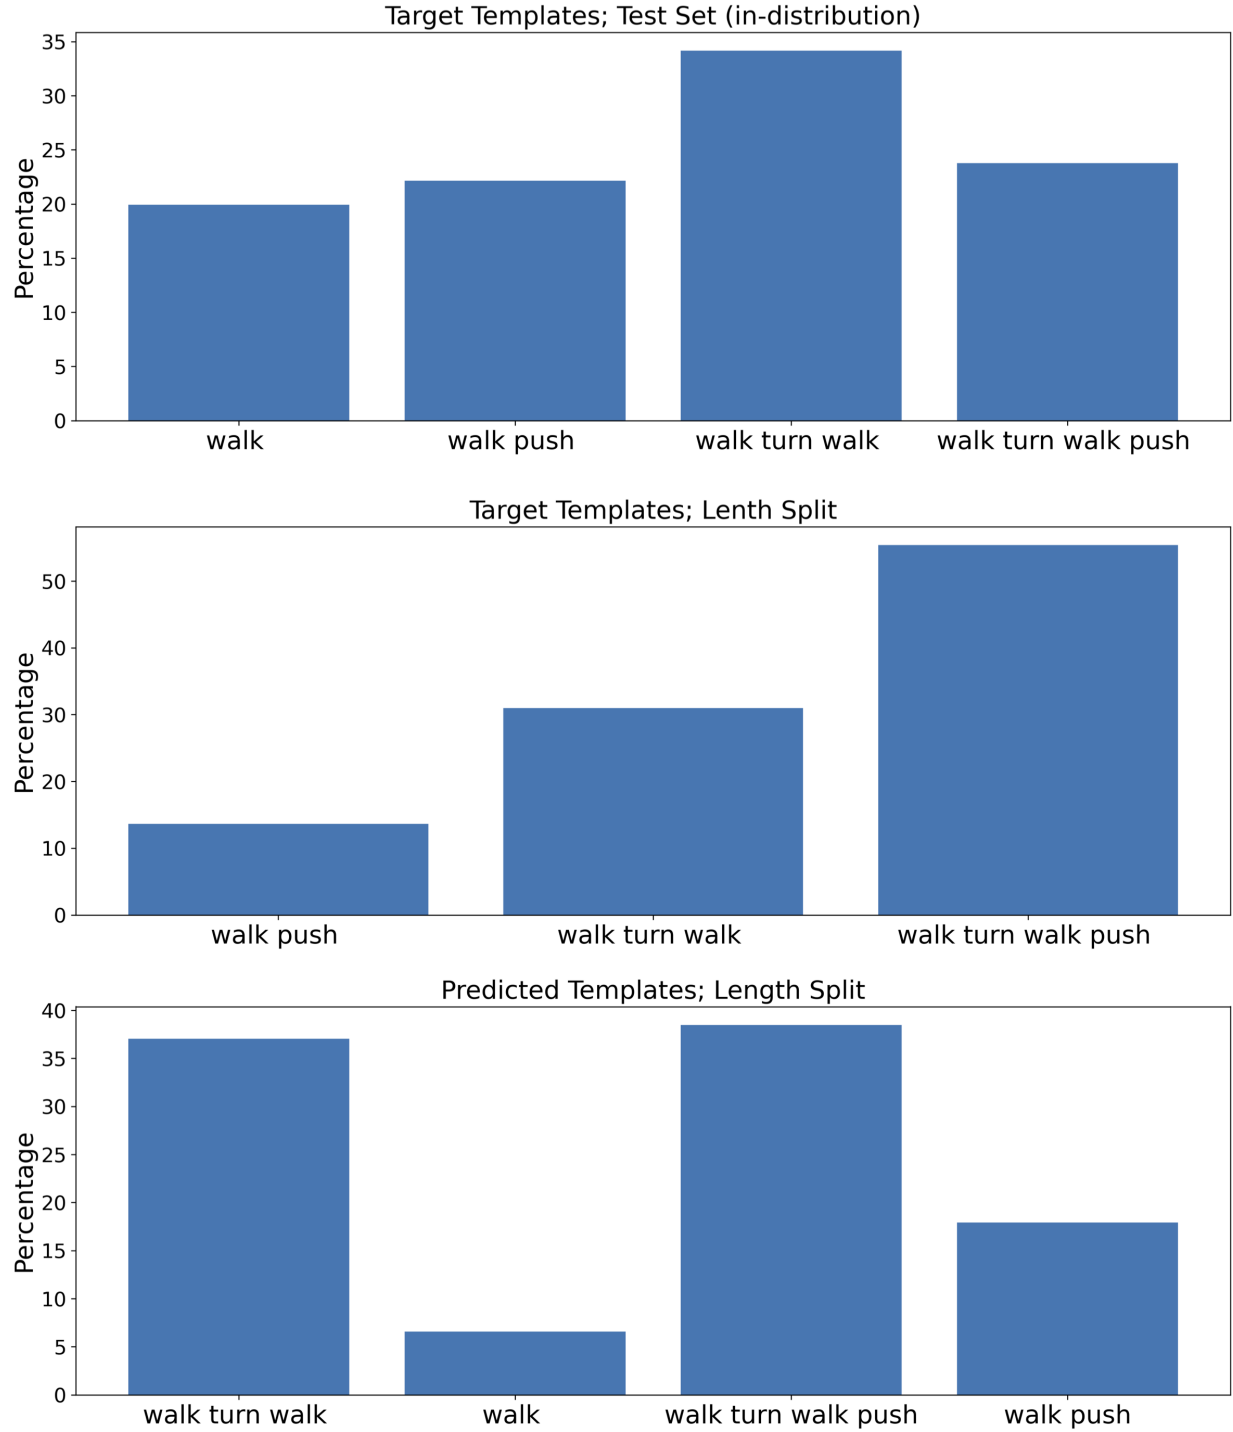 Target Templates; Test Set (in-distribution)
35
30
25
20
15
10
5
0
Percentage
walk walk push walk turn walk walk turn walk push
Target Templates; Lenth Split
50
40
30
20
10
0
Percentage
walk push walk turn walk walk turn walk push
Predicted Templates; Length Split
40
35
30
25
20
15
10
5
0
Percentage
walk turn walk walk walk turn walk push walk push